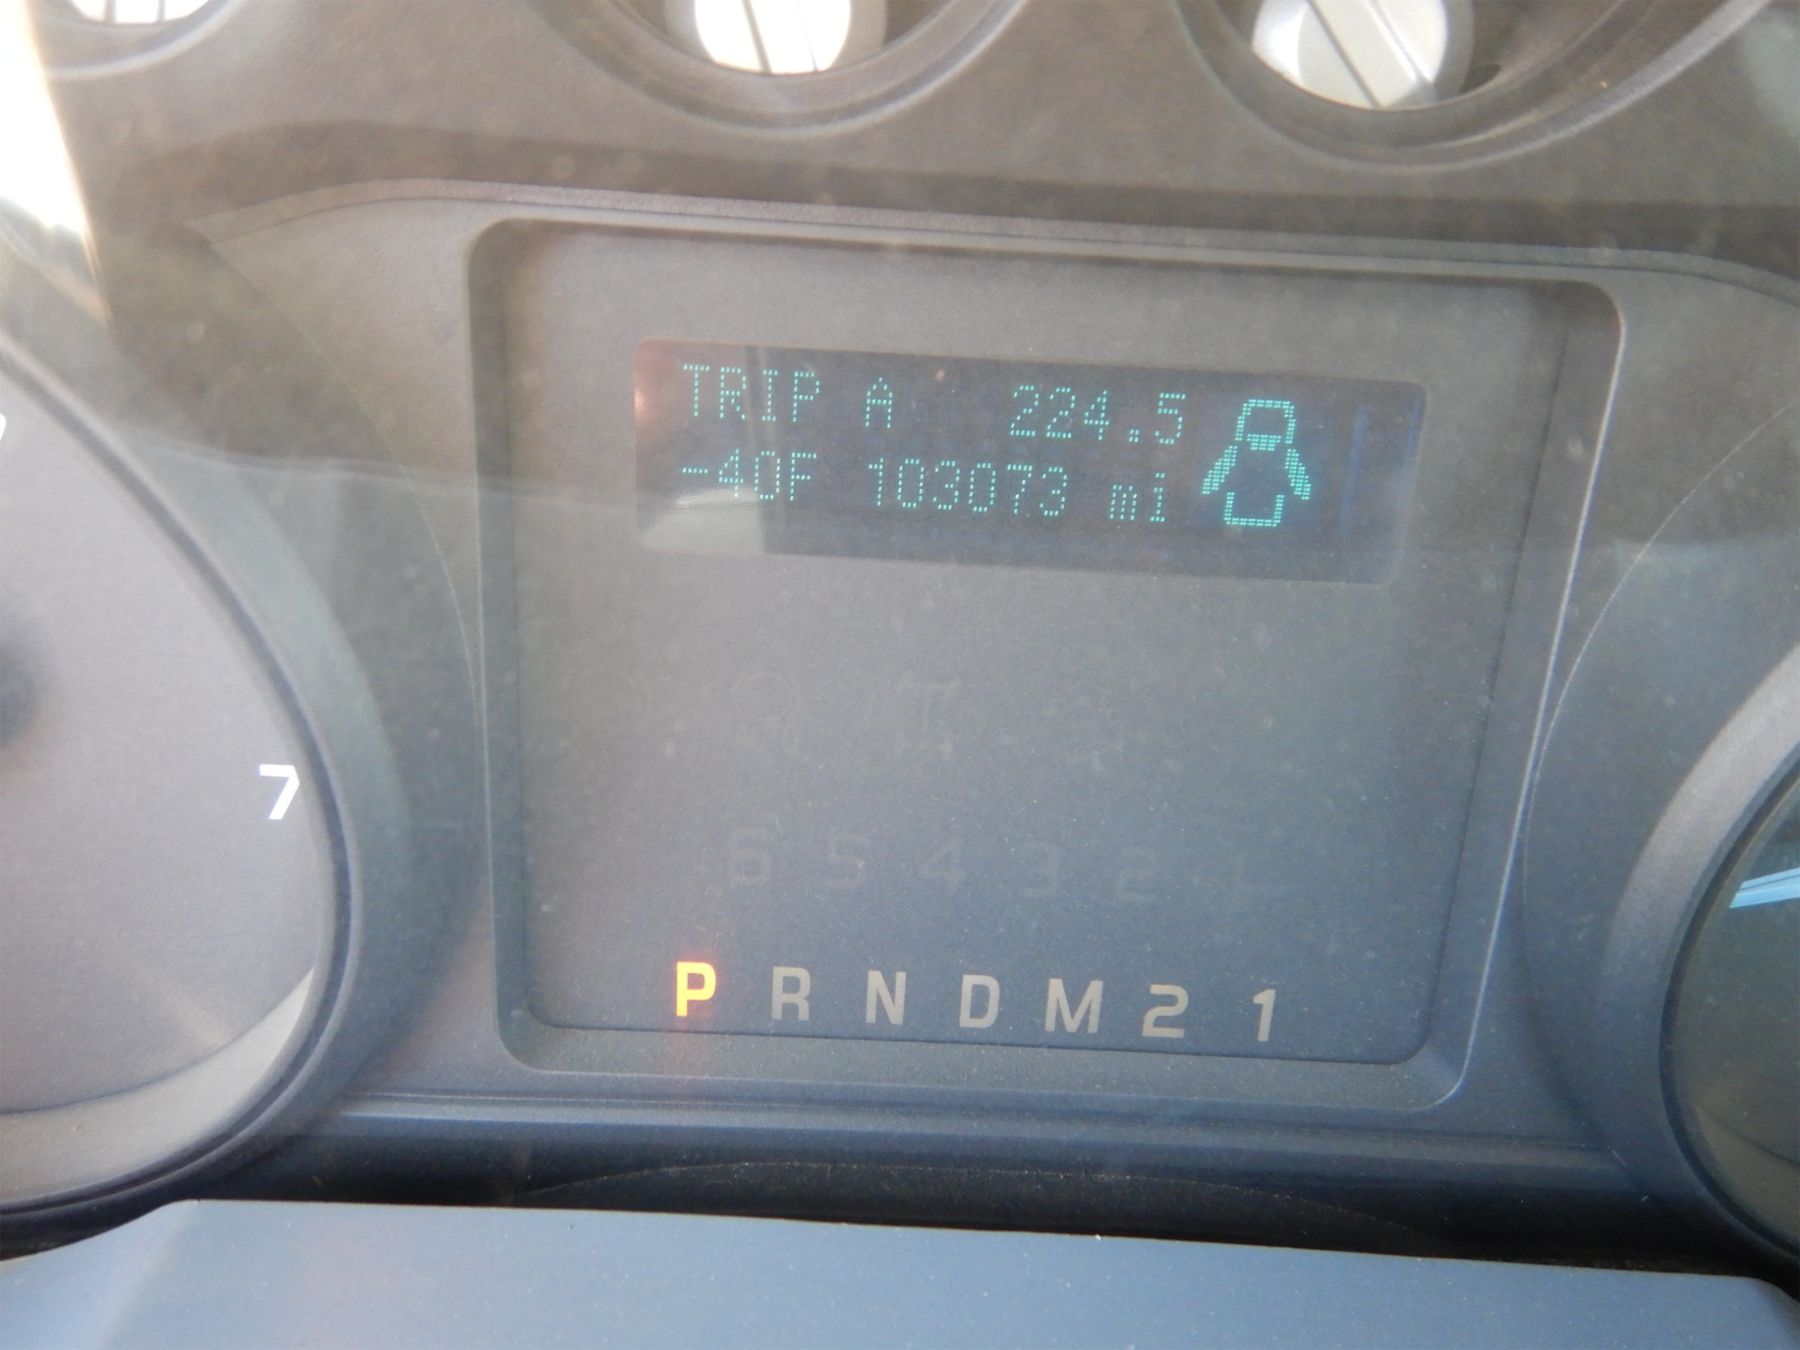 TRIP A 224.5
-40F 103073 mi
7
6 5 4 3 2 1
P R N D M 2 1